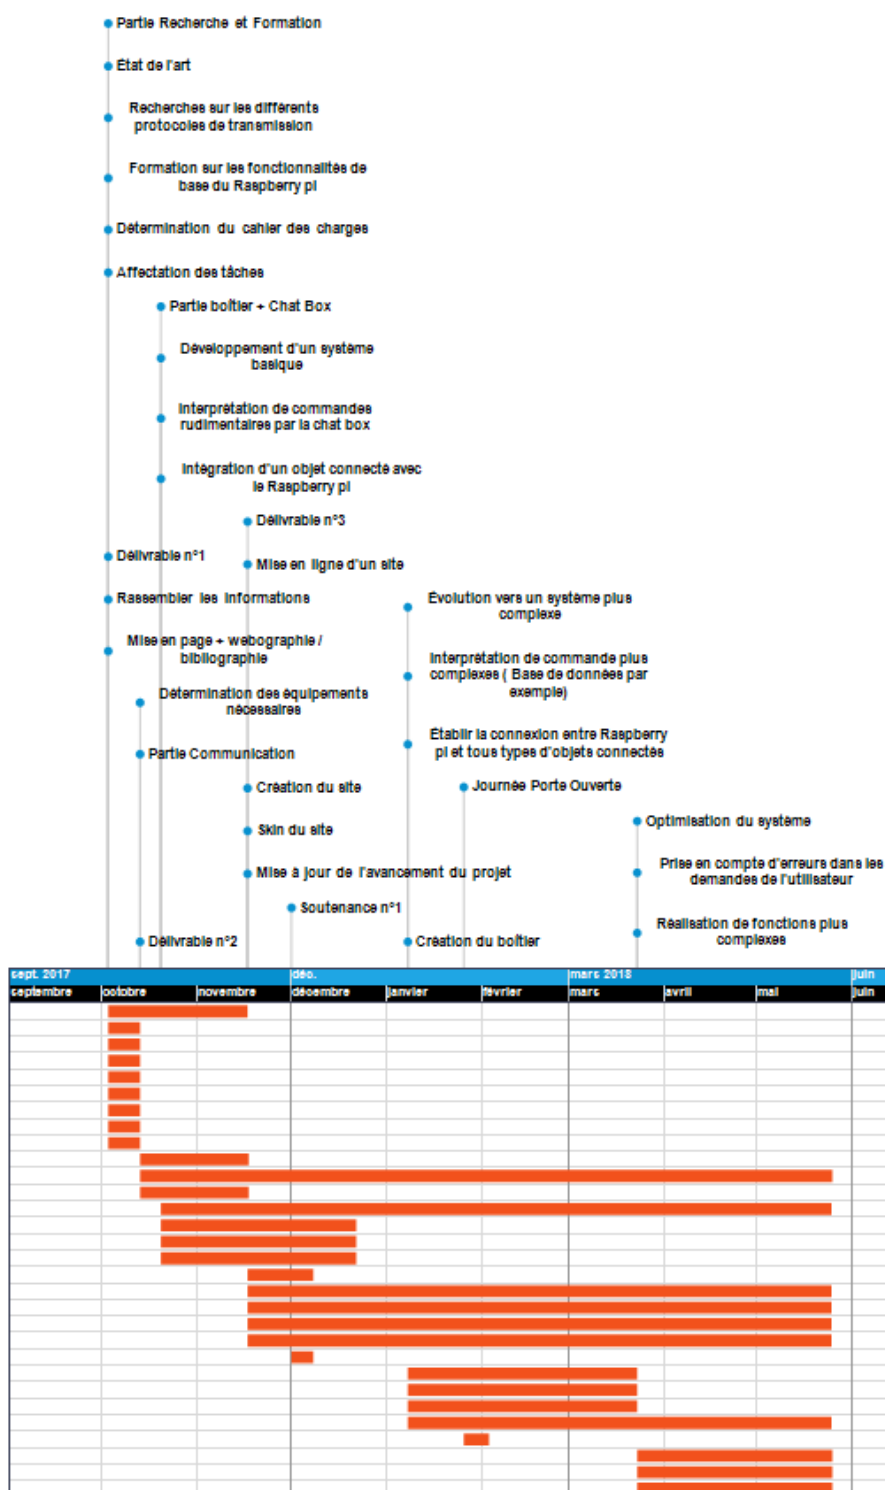 Partie Recherche et Formation
État de l'art
Recherches sur les différents
protocoles de transmission
Formation sur les fonctionnalités de
base du Raspberry pi
Détermination du cahier des charges
Affectation des tâches
Partie boîtier + Chat Box
Développement d'un système
basique
Interprétation de commandes
rudimentaires par la chat box
Intégration d'un objet connecté avec
le Raspberry pi
Délivrable n°3
Délivrable n°1
Mise en ligne d'un site
Rassembler les informations
Évolution vers un système plus
complexe
Mise en page + webographie /
bibliographie
Interprétation de commande plus
complexes ( Base de données par
exemple)
Détermination des équipements
nécessaires
Établir la connexion entre Raspberry
pi et tous types d'objets connectés
Partie Communication
Création du site
Journée Porte Ouverte
Skin du site
Optimisation du système
Mise à jour de l'avancement du projet
Prise en compte d'erreurs dans les
demandes de l'utilisateur
Soutenance n°1
Réalisation de fonctions plus
complexes
Délivrable n°2
Création du boîtier
sept. 2017 déc. mars 2018 juin
septembre octobre novembre décembre janvier février mars avril mai juin